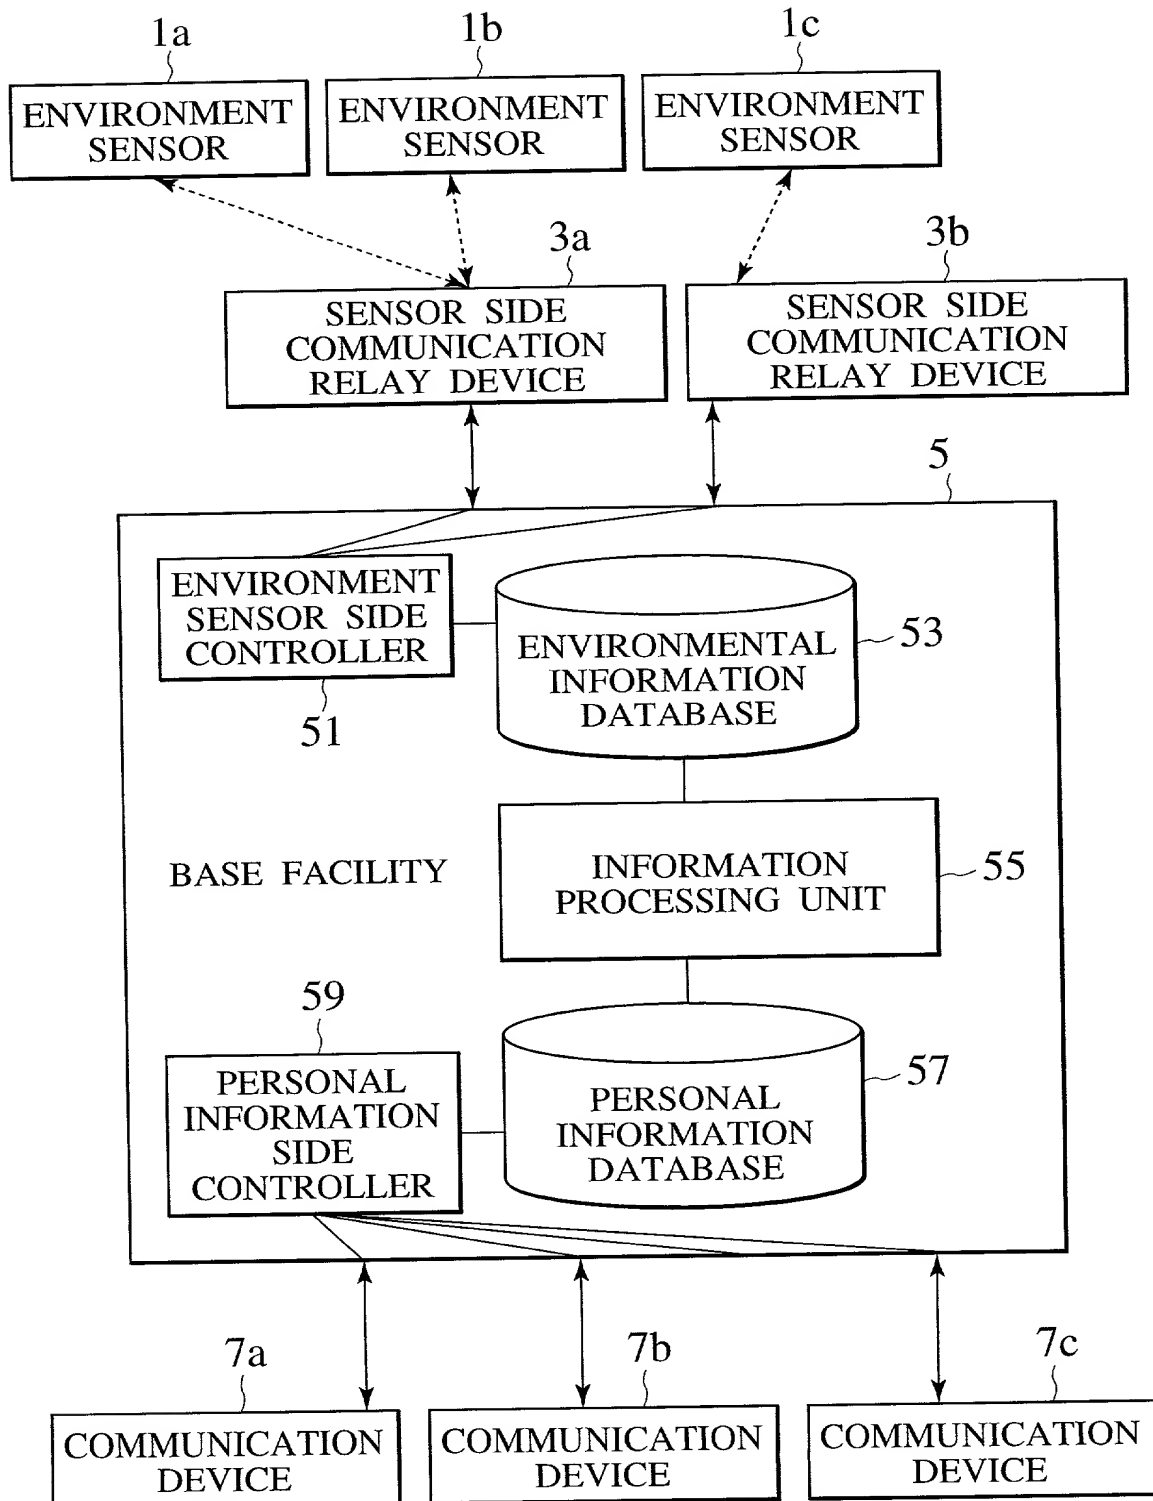 1a
1b
1c
ENVIRONMENT
SENSOR
ENVIRONMENT
SENSOR
ENVIRONMENT
SENSOR
3a
3b
SENSOR SIDE
COMMUNICATION
RELAY DEVICE
SENSOR SIDE
COMMUNICATION
RELAY DEVICE
5
ENVIRONMENT
SENSOR SIDE
CONTROLLER
51
ENVIRONMENTAL
INFORMATION
DATABASE
53
BASE FACILITY
INFORMATION
PROCESSING UNIT
55
59
PERSONAL
INFORMATION
SIDE
CONTROLLER
PERSONAL
INFORMATION
DATABASE
57
7a
7b
7c
COMMUNICATION
DEVICE
COMMUNICATION
DEVICE
COMMUNICATION
DEVICE